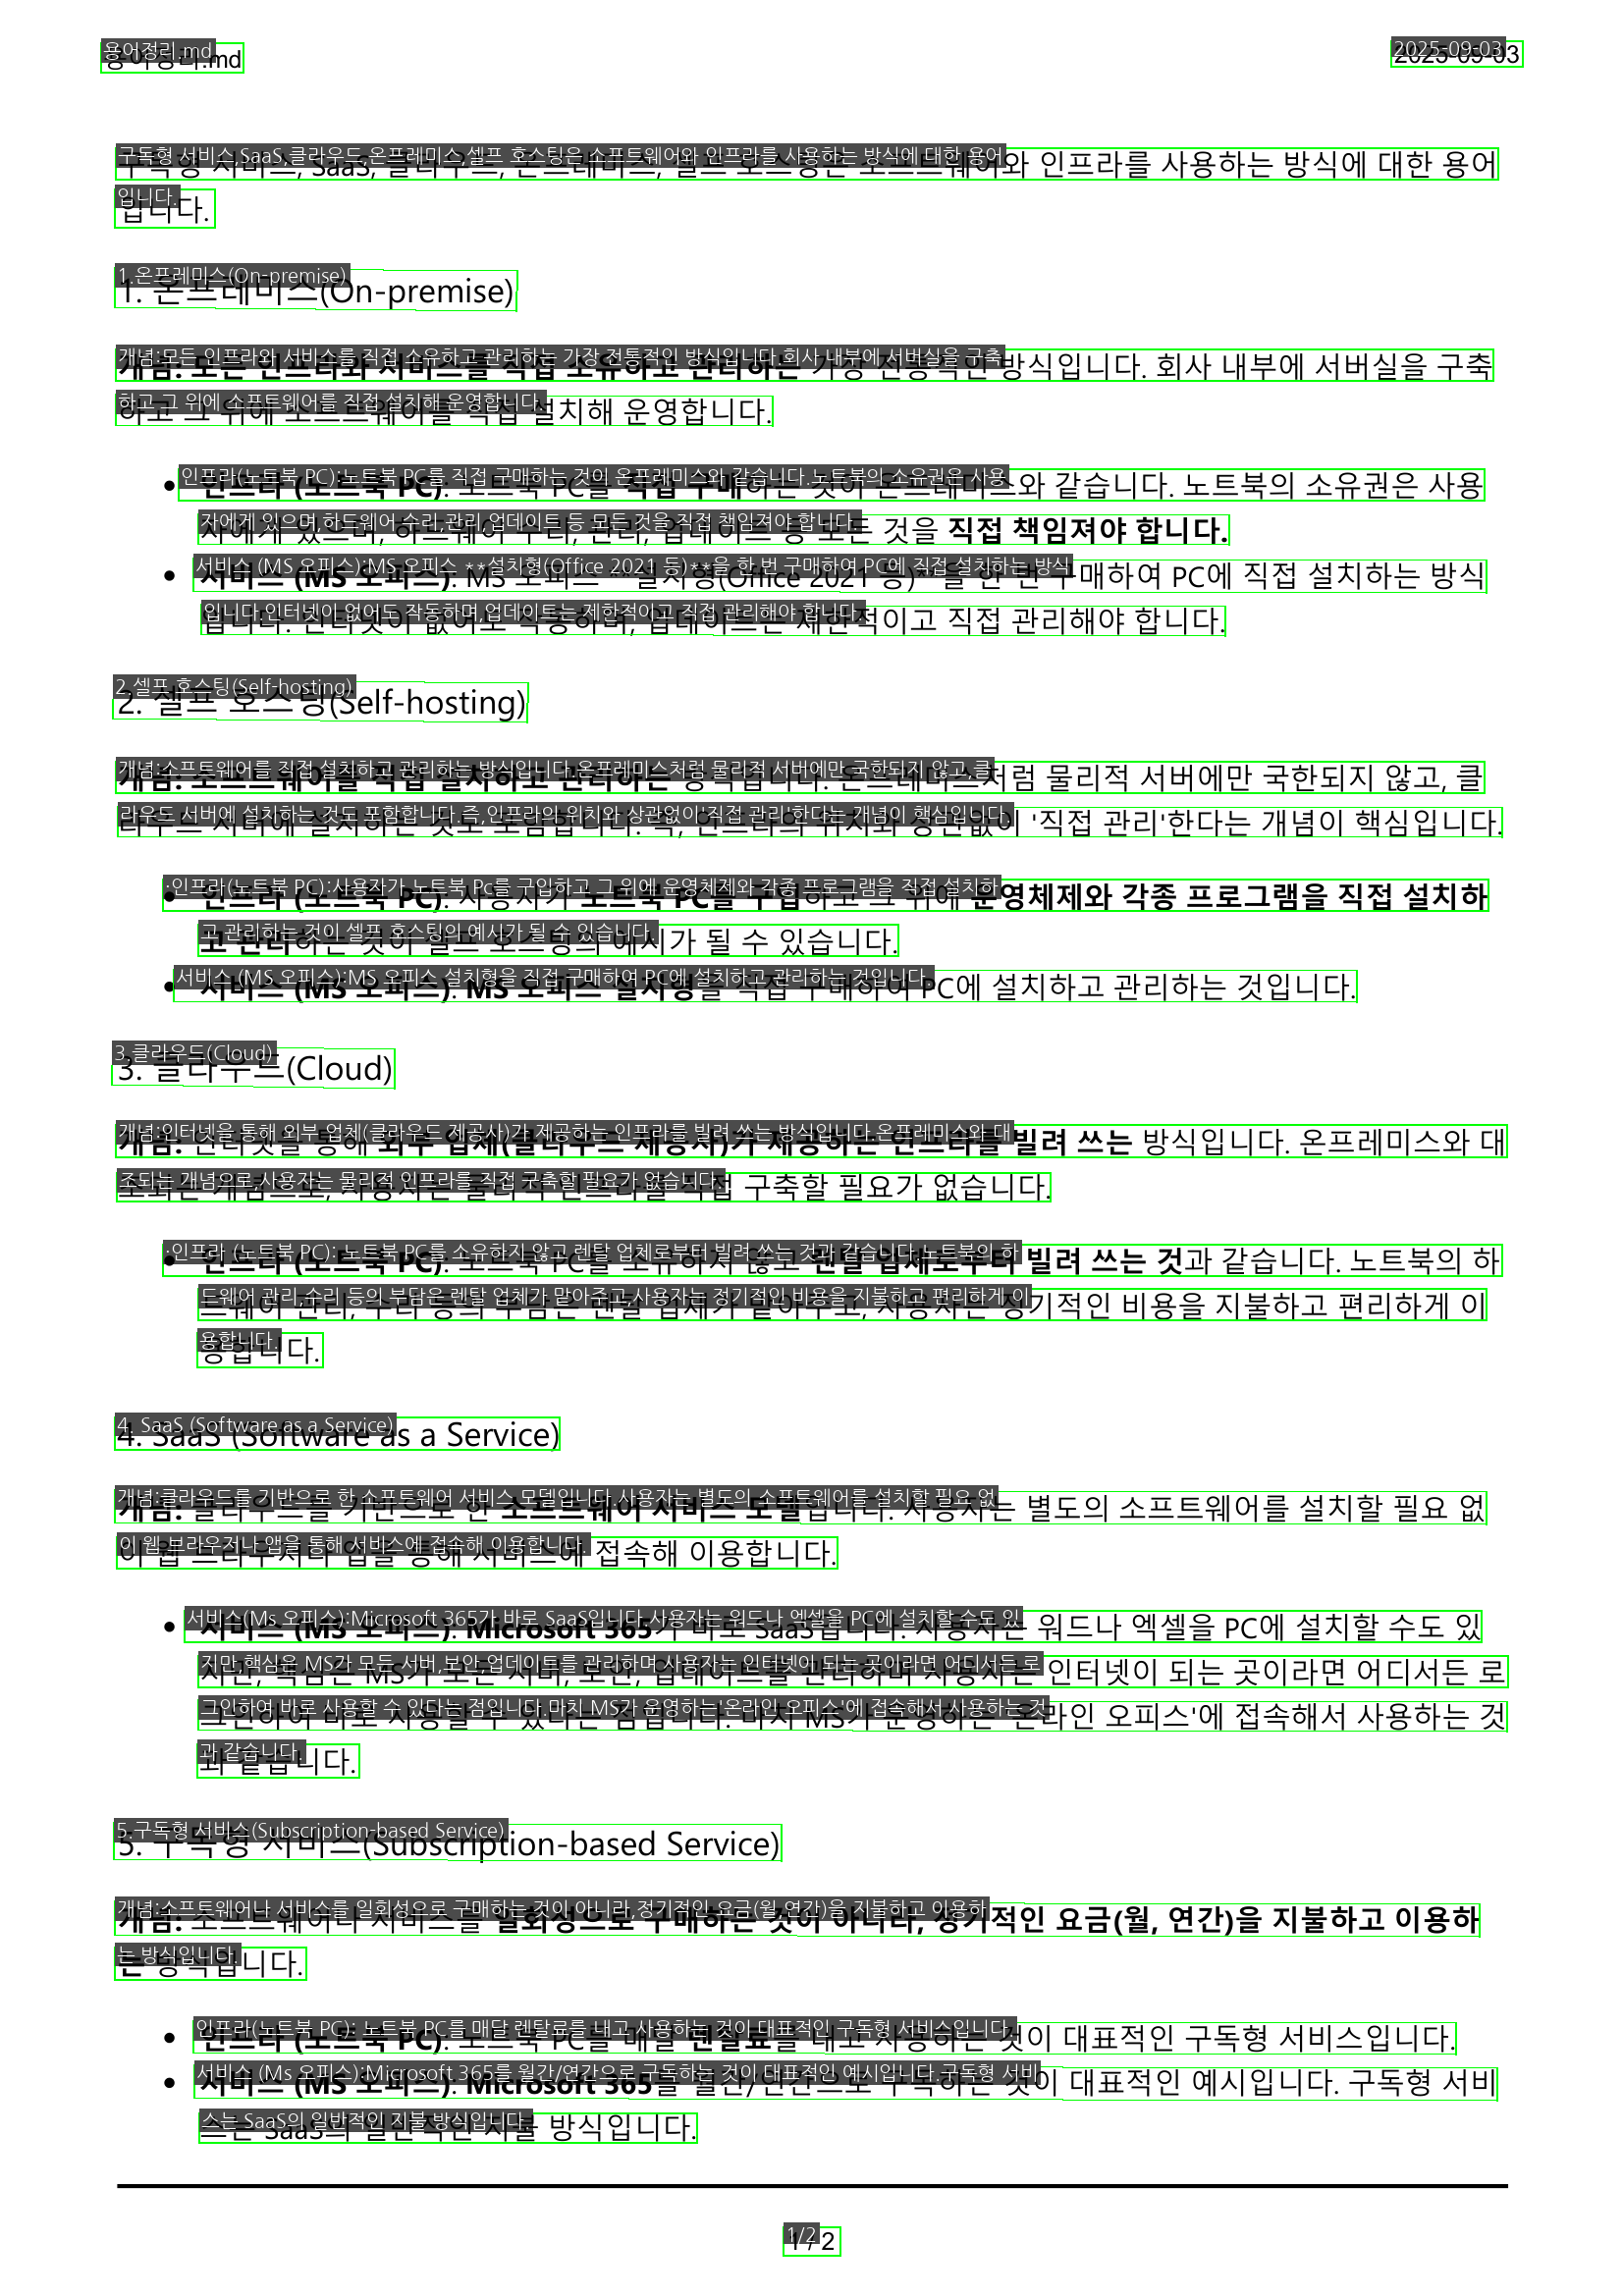 용어정리.md
2025-09-03
구독형 서비스, SaaS, 클라우드, 온프레미스, 셀프 호스팅은 소프트웨어와 인프라를 사용하는 방식에 대한 용어
입니다.
1. 온프레미스(On-premise)
개념: 모든 인프라와 서비스를 직접 소유하고 관리하는 가장 전통적인 방식입니다. 회사 내부에 서버실을 구축
하고 그 위에 소프트웨어를 직접 설치해 운영합니다.
• 인프라 (노트북 PC): 노트북 PC를 직접 구매하는 것이 온프레미스와 같습니다. 노트북의 소유권은 사용
자에게 있으며, 하드웨어 수리, 관리, 업데이트 등 모든 것을 직접 책임져야 합니다.
• 서비스 (MS 오피스): MS 오피스 **설치형(Office 2021 등)**을 한 번 구매하여 PC에 직접 설치하는 방식
입니다. 인터넷이 없어도 작동하며, 업데이트는 제한적이고 직접 관리해야 합니다.
2. 셀프 호스팅(Self-hosting)
개념: 소프트웨어를 직접 설치하고 관리하는 방식입니다. 온프레미스처럼 물리적 서버에만 국한되지 않고, 클
라우드 서버에 설치하는 것도 포함합니다. 즉, 인프라의 위치와 상관없이 '직접 관리'한다는 개념이 핵심입니다.
• 인프라 (노트북 PC): 사용자가 노트북 PC를 구입하고 그 위에 운영체제와 각종 프로그램을 직접 설치하
고 관리하는 것이 셀프 호스팅의 예시가 될 수 있습니다.
• 서비스 (MS 오피스): MS 오피스 설치형을 직접 구매하여 PC에 설치하고 관리하는 것입니다.
3. 클라우드(Cloud)
개념: 인터넷을 통해 외부 업체(클라우드 제공사)가 제공하는 인프라를 빌려 쓰는 방식입니다. 온프레미스와 대
조되는 개념으로, 사용자는 물리적 인프라를 직접 구축할 필요가 없습니다.
• 인프라 (노트북 PC): 노트북 PC를 소유하지 않고 렌탈 업체로부터 빌려 쓰는 것과 같습니다. 노트북의 하
드웨어 관리, 수리 등의 부담은 렌탈 업체가 맡아주고, 사용자는 정기적인 비용을 지불하고 편리하게 이
용합니다.
4. SaaS (Software as a Service)
개념: 클라우드를 기반으로 한 소프트웨어 서비스 모델입니다. 사용자는 별도의 소프트웨어를 설치할 필요 없
이 웹 브라우저나 앱을 통해 서비스에 접속해 이용합니다.
• 서비스 (MS 오피스): Microsoft 365가 바로 SaaS입니다. 사용자는 워드나 엑셀을 PC에 설치할 수도 있
지만, 핵심은 MS가 모든 서버, 보안, 업데이트를 관리하며 사용자는 인터넷이 되는 곳이라면 어디서든 로
그인하여 바로 사용할 수 있다는 점입니다. 마치 MS가 운영하는 '온라인 오피스'에 접속해서 사용하는 것
과 같습니다.
5. 구독형 서비스(Subscription-based Service)
개념: 소프트웨어나 서비스를 일회성으로 구매하는 것이 아니라, 정기적인 요금(월, 연간)을 지불하고 이용하
는 방식입니다.
• 인프라 (노트북 PC): 노트북 PC를 매달 렌탈료를 내고 사용하는 것이 대표적인 구독형 서비스입니다.
• 서비스 (MS 오피스): Microsoft 365를 월간/연간으로 구독하는 것이 대표적인 예시입니다. 구독형 서비
스는 SaaS의 일반적인 지불 방식입니다.
1 / 2